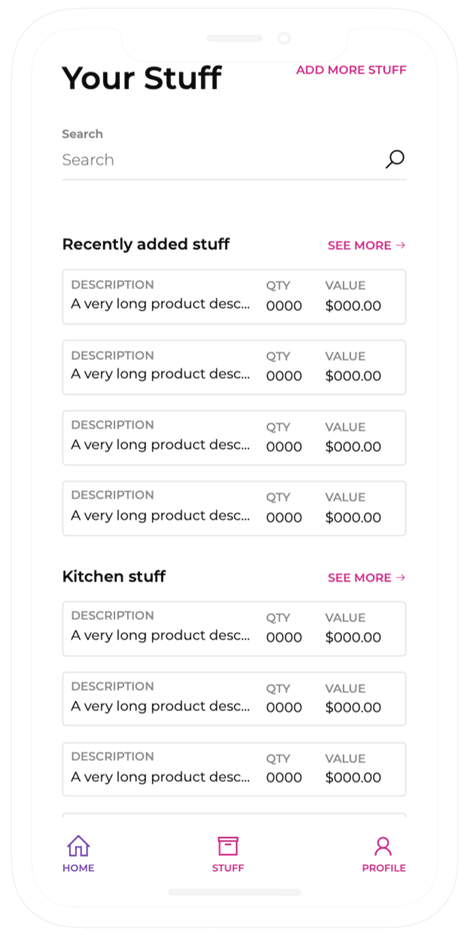 Your Stuff ADD MORE STUFF
Search
Search
Recently added stuff SEE MORE →
DESCRIPTION QTY VALUE
A very long product desc... 0000 $000.00
DESCRIPTION QTY VALUE
A very long product desc... 0000 $000.00
DESCRIPTION QTY VALUE
A very long product desc... 0000 $000.00
DESCRIPTION QTY VALUE
A very long product desc... 0000 $000.00
Kitchen stuff SEE MORE →
DESCRIPTION QTY VALUE
A very long product desc... 0000 $000.00
DESCRIPTION QTY VALUE
A very long product desc... 0000 $000.00
DESCRIPTION QTY VALUE
A very long product desc... 0000 $000.00
HOME STUFF PROFILE